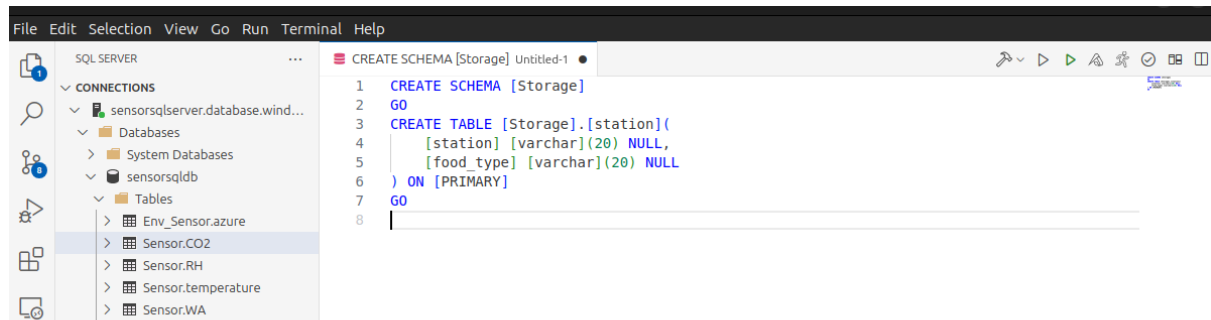 File Edit Selection View Go Run Terminal Help
SQL SERVER
...
CREATE SCHEMA [Storage] Untitled-1
CONNECTIONS
sensorsqlserver.database.wind...
Databases
System Databases
sensorsqldb
Tables
Env_Sensor.azure
Sensor.CO2
Sensor.RH
Sensor.temperature
Sensor.WA
1
8
1 CREATE SCHEMA [Storage]
2 GO
3 CREATE TABLE [Storage].[station](
4 [station] [varchar](20) NULL,
5 [food_type] [varchar](20) NULL
6 ) ON [PRIMARY]
7 GO
8